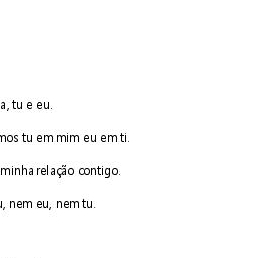 a, tu e eu.
mos tu em mim eu em ti.
minha relação contigo.
u, nem eu, nem tu.